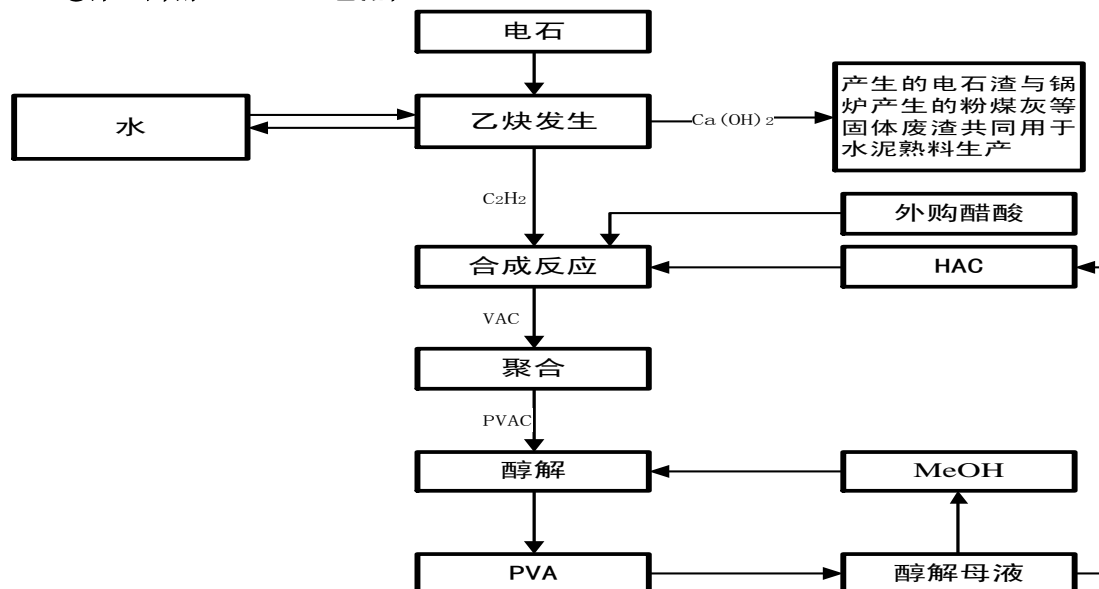 电石
水
乙炔发生
Ca(OH)2
产生的电石渣与锅
炉产生的粉煤灰等
固体废渣共同用于
水泥熟料生产
C2H2
外购醋酸
合成反应
HAC
VAC
聚合
PVAC
醇解
MeOH
PVA
醇解母液